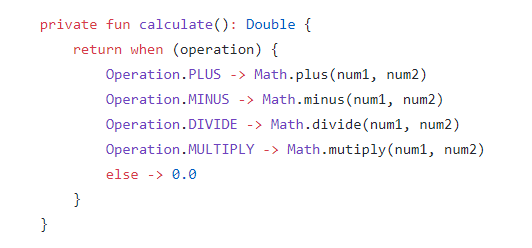 private fun calculate(): Double {
    return when (operation) {
        Operation.PLUS -> Math.plus(num1, num2)
        Operation.MINUS -> Math.minus(num1, num2)
        Operation.DIVIDE -> Math.divide(num1, num2)
        Operation.MULTIPLY -> Math.mutiply(num1, num2)
        else -> 0.0
    }
}